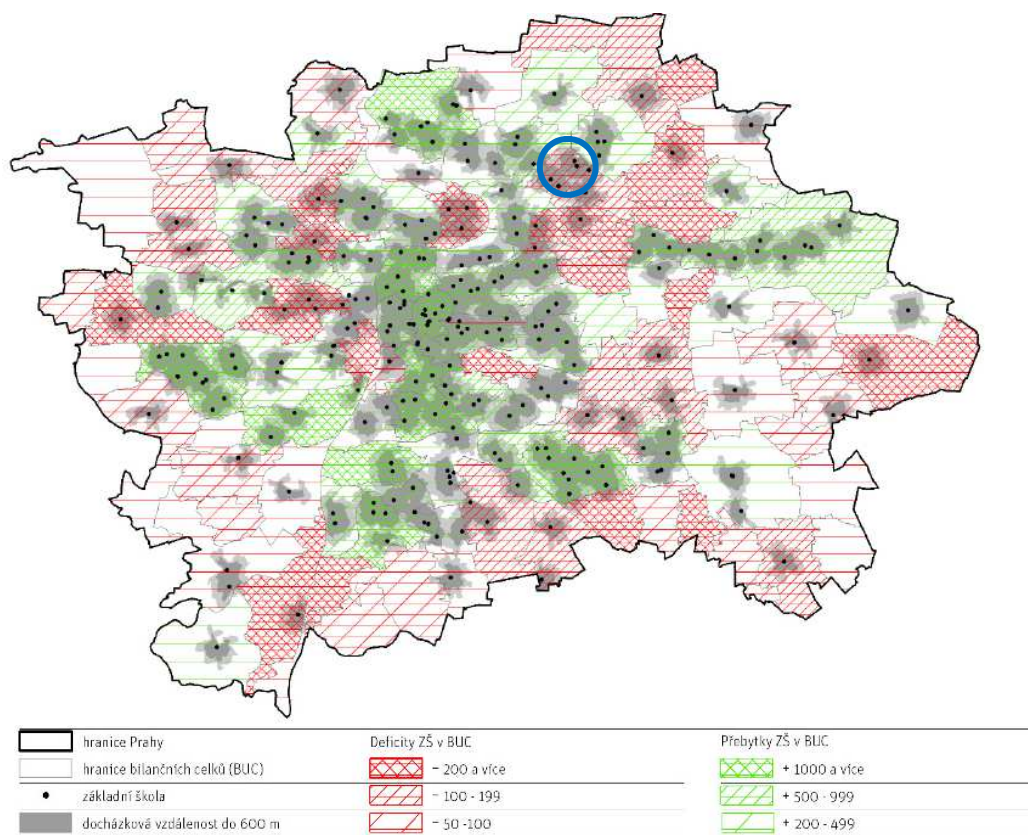 hranice Prahy
Deficity ZŠ v BUC
Přebytky ZŠ v BUC
hranice bilančních celků (BUC)
- 200 a více
+ 1000 a více
základní škola
- 100 - 199
+ 500 - 999
docházková vzdálenost do 600 m
- 50 -100
+ 200 - 499